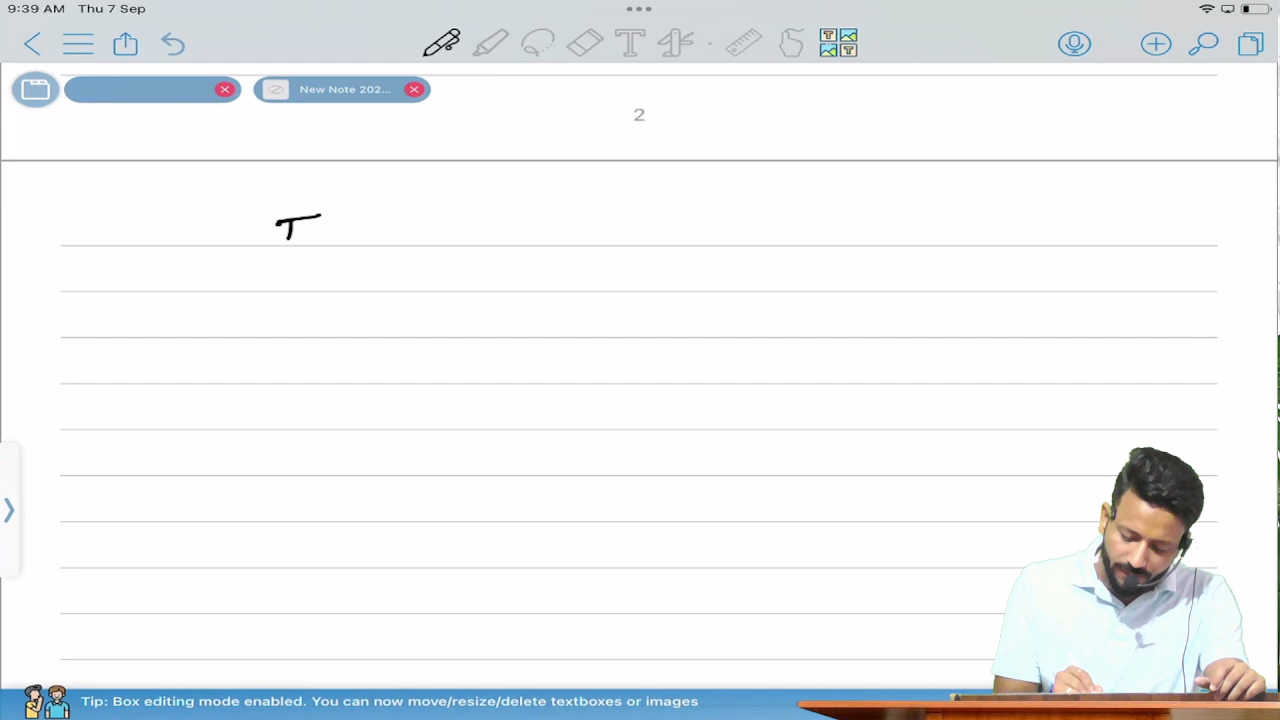 9:39 AM Thu 7 Sep
New Note 202...
2
T
Tip: Box editing mode enabled. You can now move/resize/delete textboxes or images